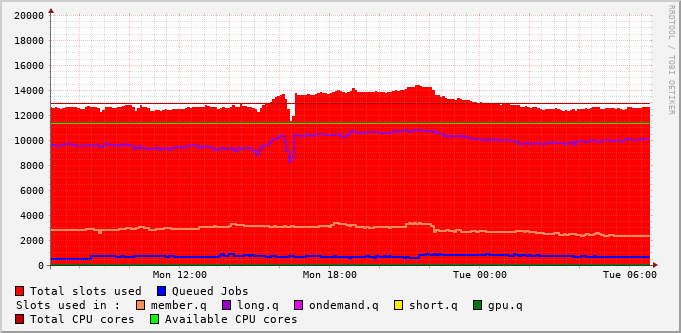 20000
18000
16000
14000
12000
10000
8000
6000
4000
2000
0
Mon 12:00 Mon 18:00 Tue 00:00 Tue 06:00
Total slots used Queued Jobs
Slots used in : member.q long.q ondemand.q short.q gpu.q
Total CPU cores Available CPU cores
RRDTOOL / TOBI OETIKER